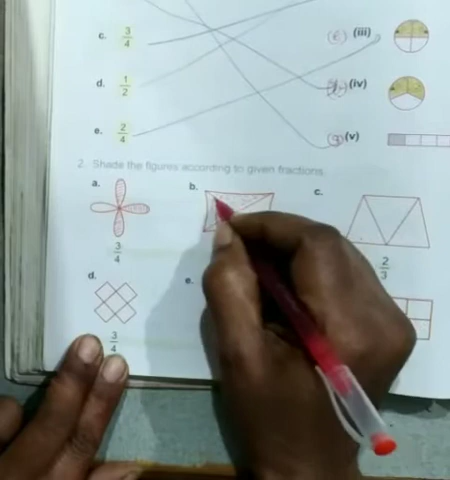 c. 3/4 (e) (iii)
d. 1/2 (iv)
e. 2/4 (v)
2. Shade the figures according to given fractions.
a. b. c.
3/4 2/3
d. e.
3/4